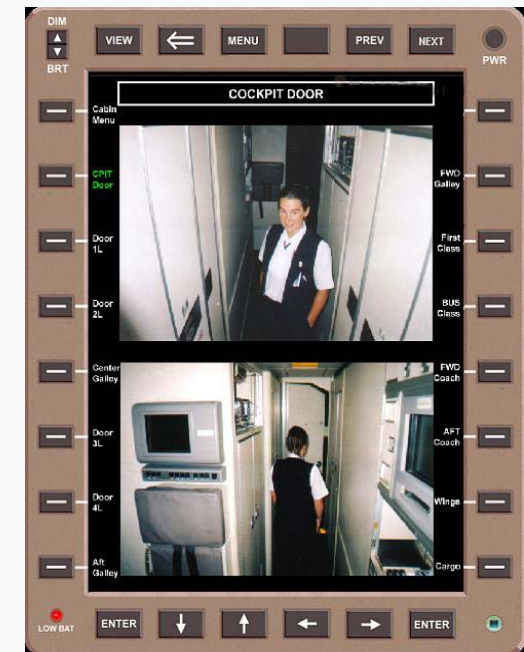 DIM
VIEW
MENU
PREV
NEXT
BRT
PWR
COCKPIT DOOR
Cabin
Menu
CPIT
Door
FWD
Galley
Door
1L
First
Class
Door
2L
BUS
Class
Center
Galley
FWD
Coach
Door
3L
AFT
Coach
Door
4L
Wings
Aft
Galley
Cargo
LOW BAT
ENTER
ENTER